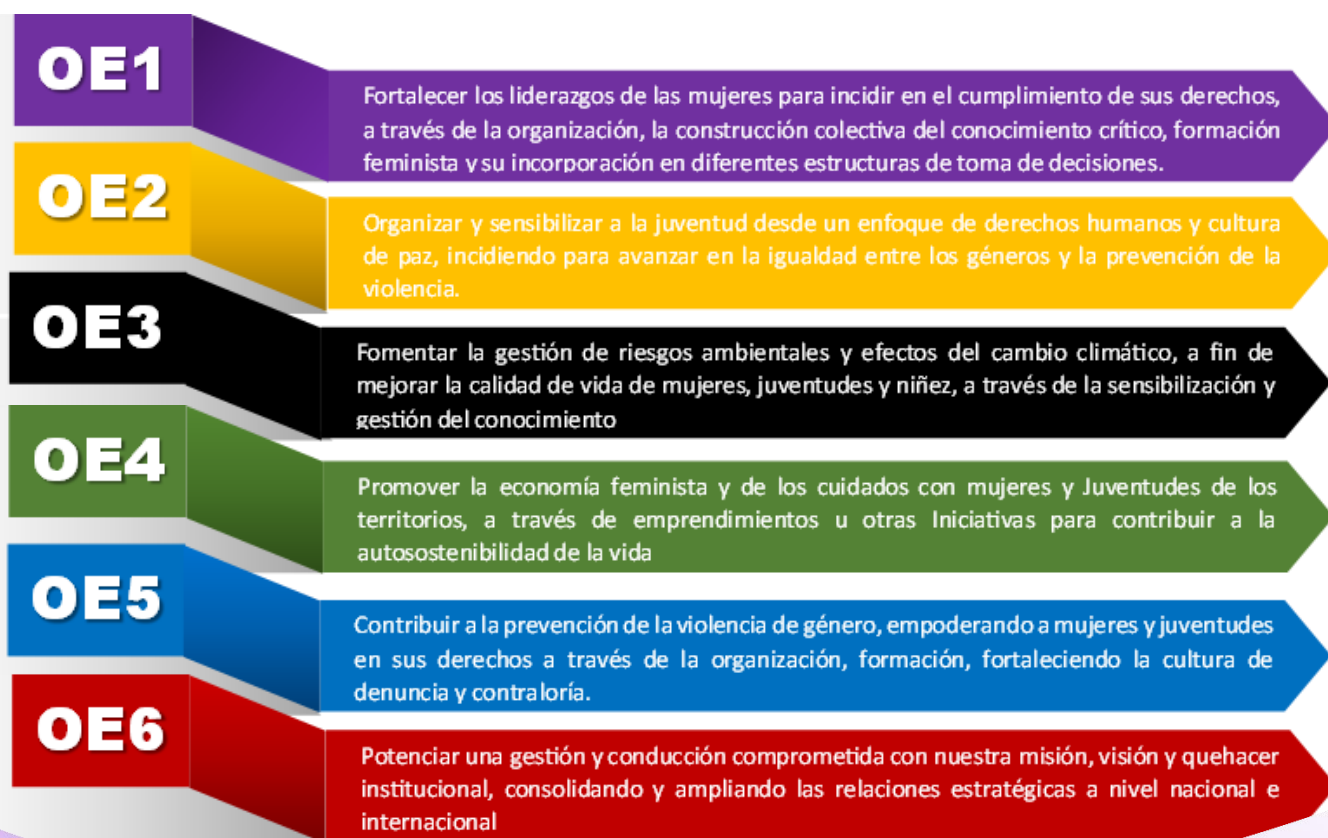 OE1
Fortalecer los liderazgos de las mujeres para incidir en el cumplimiento de sus derechos,
a través de la organización, la construcción colectiva del conocimiento crítico, formación
feminista y su incorporación en diferentes estructuras de toma de decisiones.
OE2
Organizar y sensibilizar a la juventud desde un enfoque de derechos humanos y cultura
de paz, incidiendo para avanzar en la igualdad entre los géneros y la prevención de la
violencia.
OE3
Fomentar la gestión de riesgos ambientales y efectos del cambio climático, a fin de
mejorar la calidad de vida de mujeres, juventudes y niñez, a través de la sensibilización y
gestión del conocimiento
OE4
Promover la economía feminista y de los cuidados con mujeres y Juventudes de los
territorios, a través de emprendimientos u otras Iniciativas para contribuir a la
autosostenibilidad de la vida
OE5
Contribuir a la prevención de la violencia de género, empoderando a mujeres y juventudes
en sus derechos a través de la organización, formación, fortaleciendo la cultura de
denuncia y contraloría.
OE6
Potenciar una gestión y conducción comprometida con nuestra misión, visión y quehacer
institucional, consolidando y ampliando las relaciones estratégicas a nivel nacional e
internacional